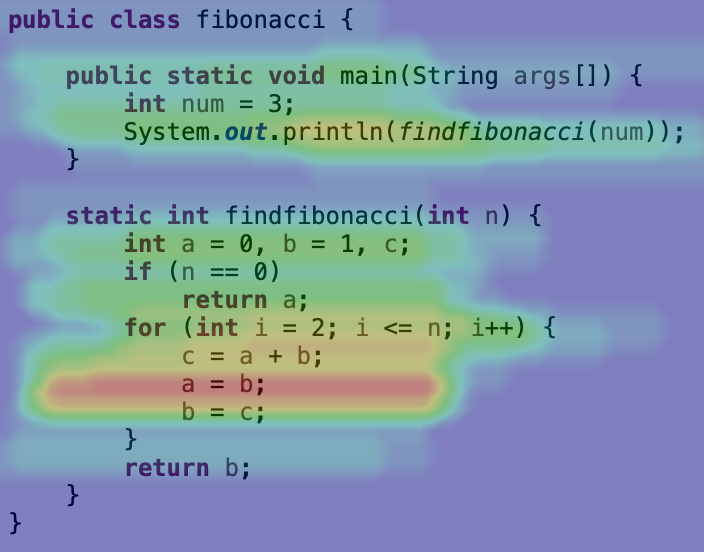 public class fibonacci {
public static void main(String args[]) {
int num = 3;
System.out.println(findfibonacci(num));
}
static int findfibonacci(int n) {
int a = 0, b = 1, c;
if (n == 0)
return a;
for (int i = 2; i <= n; i++) {
c = a + b;
a = b;
b = c;
}
return b;
}
}